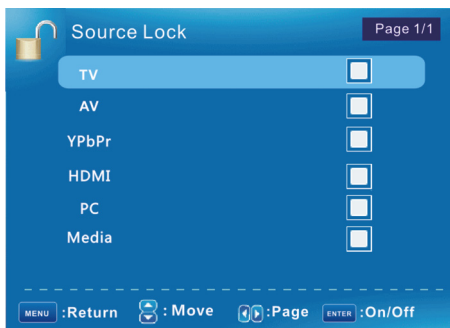 Source Lock Page 1/1
TV
AV
YPbPr
HDMI
PC
Media
MENU :Return : Move :Page ENTER :On/Off